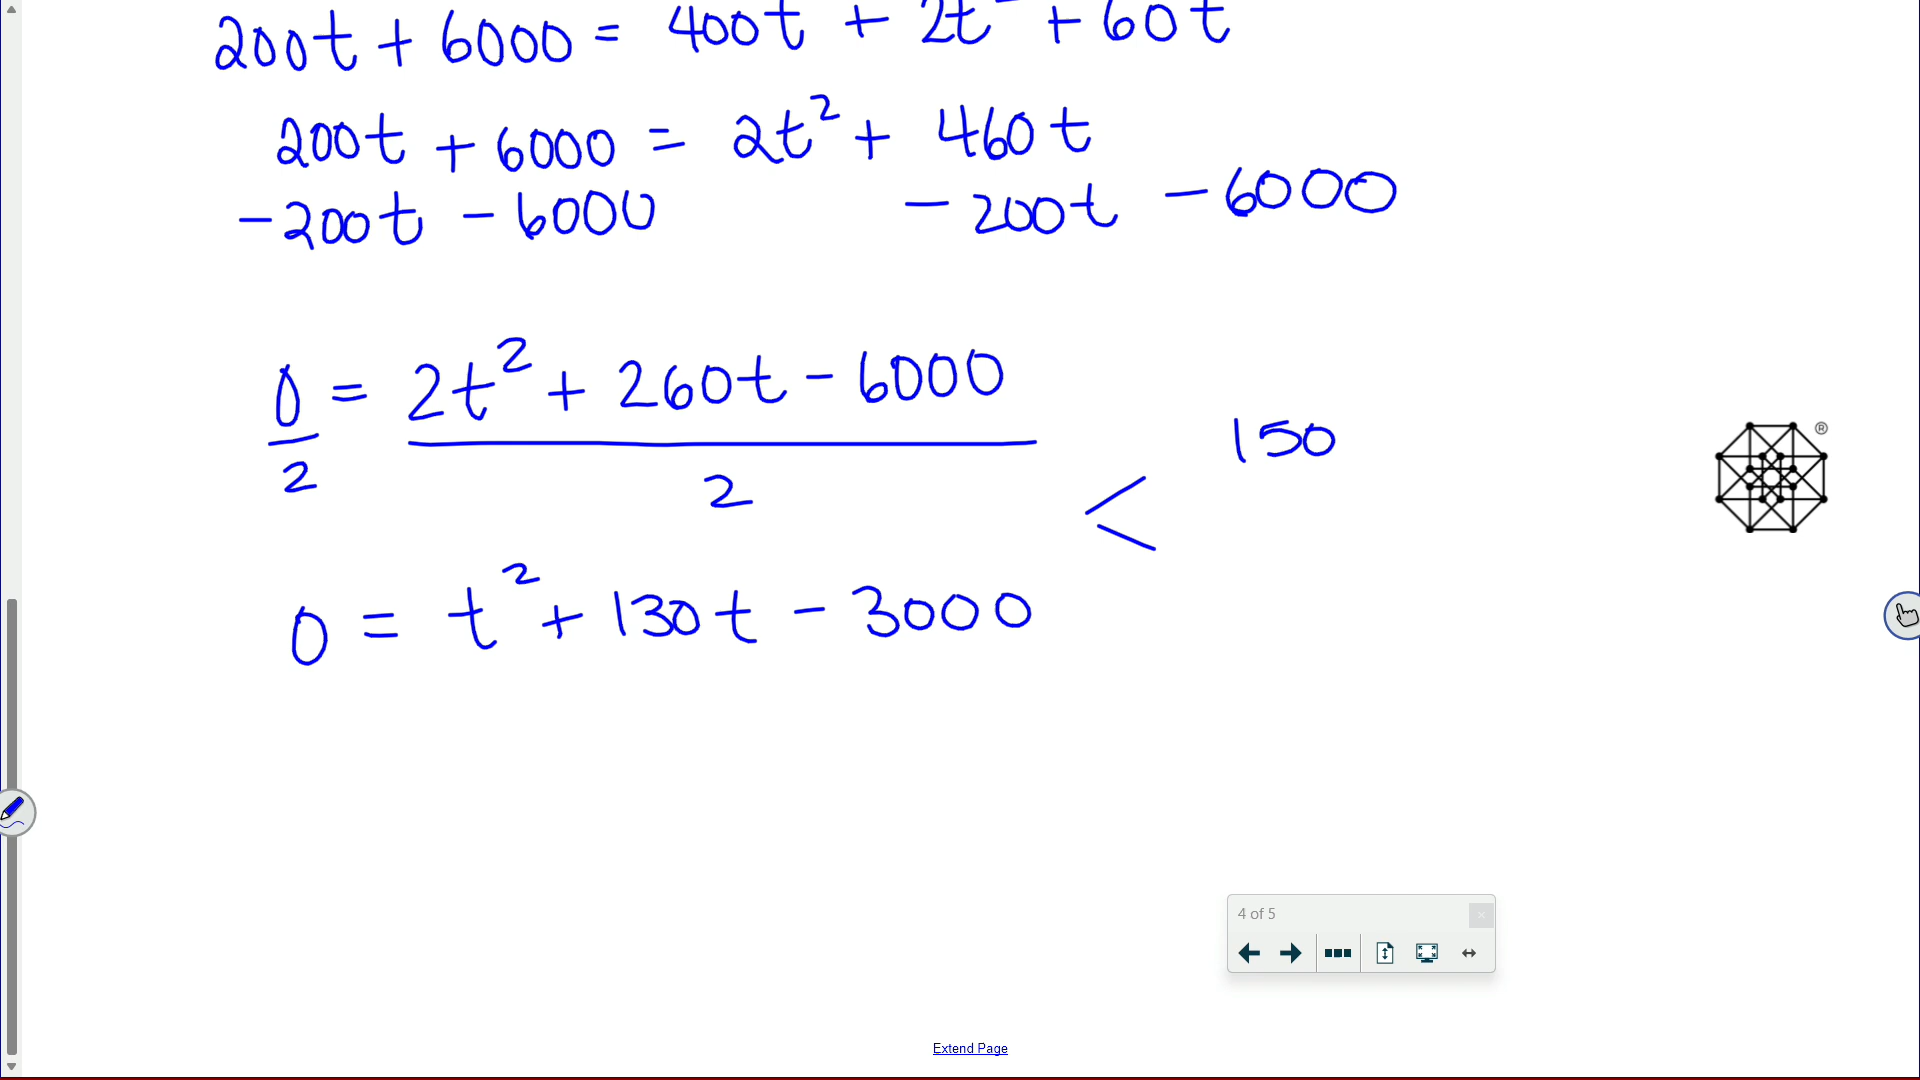 200t + 6000 = 400t + 2t² + 60t
200t + 6000 = 2t² + 460t
-200t - 6000 - 200t - 6000
0 = 2t² + 260t - 6000
2 2
150
0 = t² + 130t - 3000
®
4 of 5
Extend Page